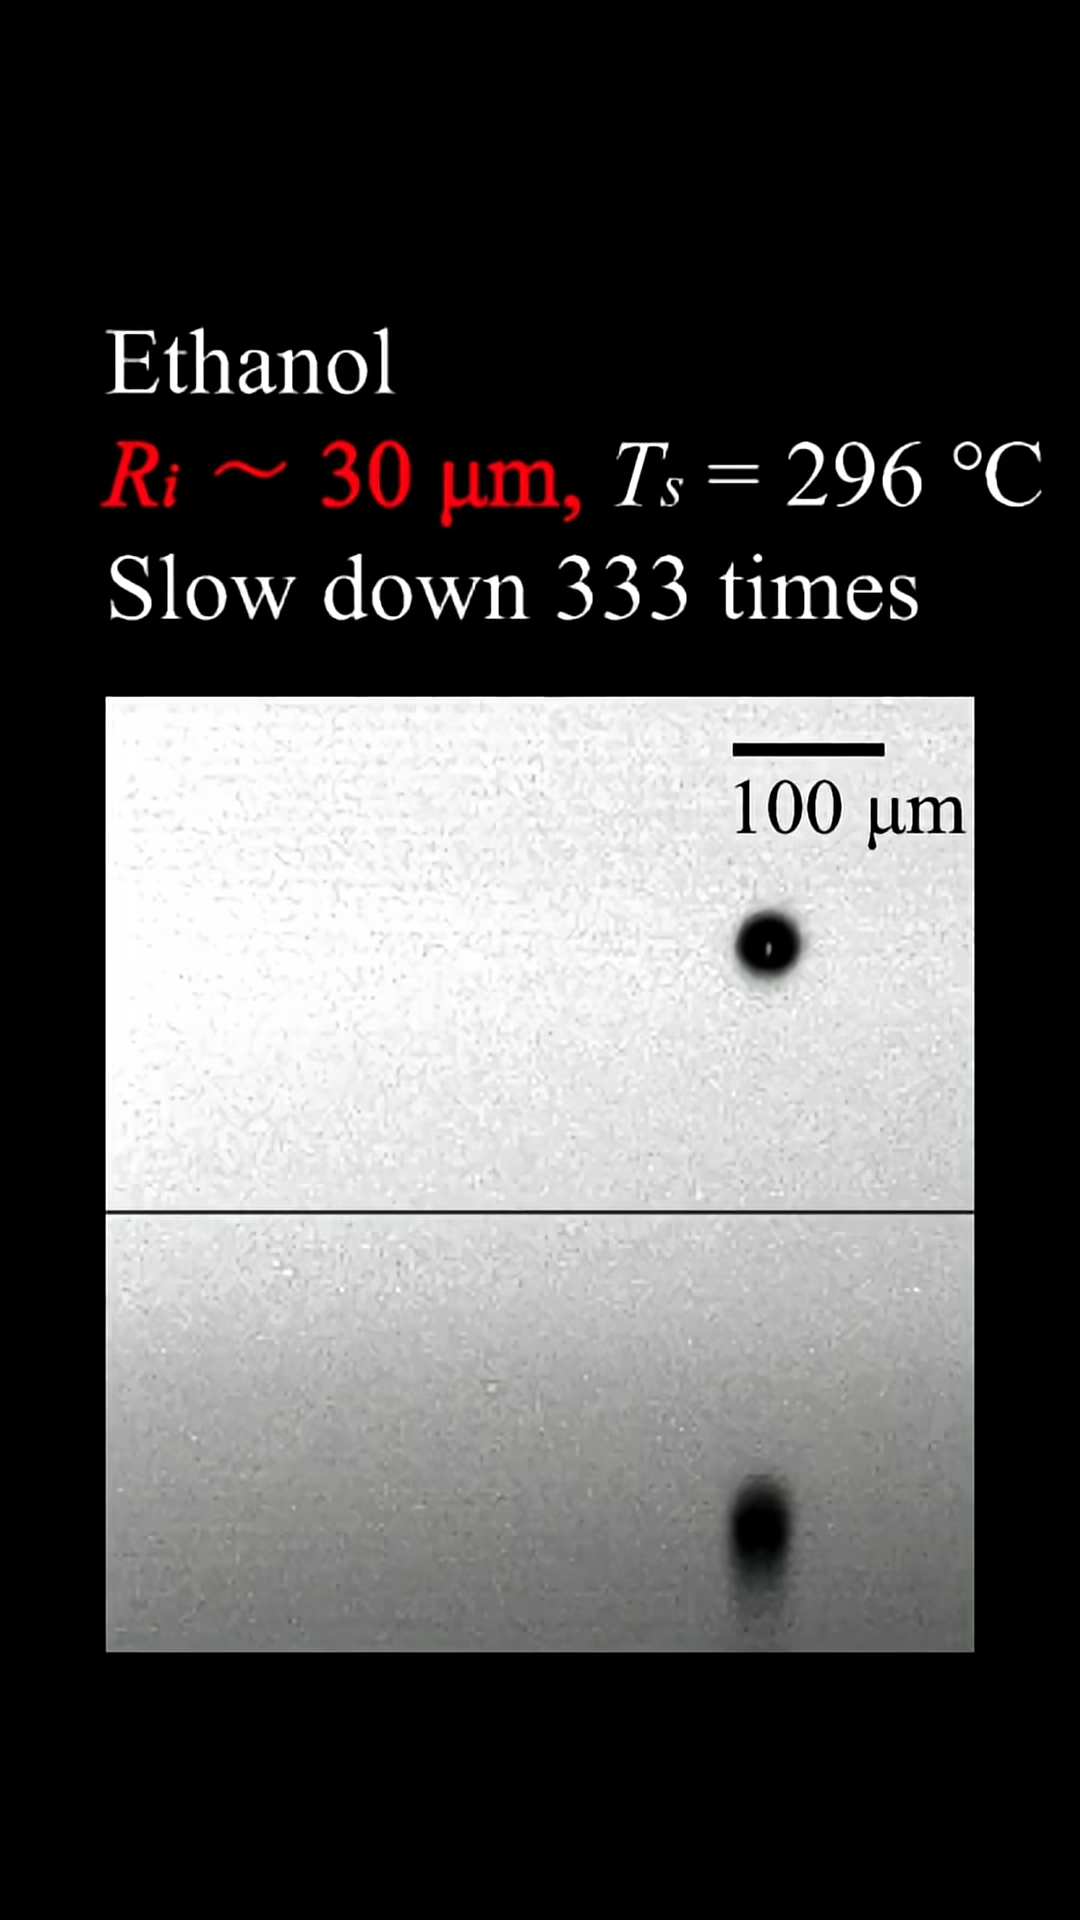 Ethanol
Ri ~ 30 μm, Ts = 296 °C
Slow down 333 times
100 μm